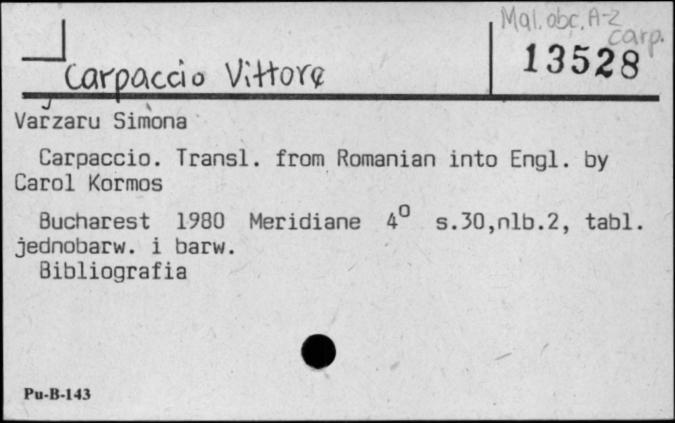 Mal. obc. A-Z
carp.
13528
Carpaccio Vittore
Varzaru Simona
Carpaccio. Transl. from Romanian into Engl. by
Carol Kormos
Bucharest 1980 Meridiane 4° s.30,nlb.2, tabl.
jednobarw. i barw.
Bibliografia
Pu-B-143